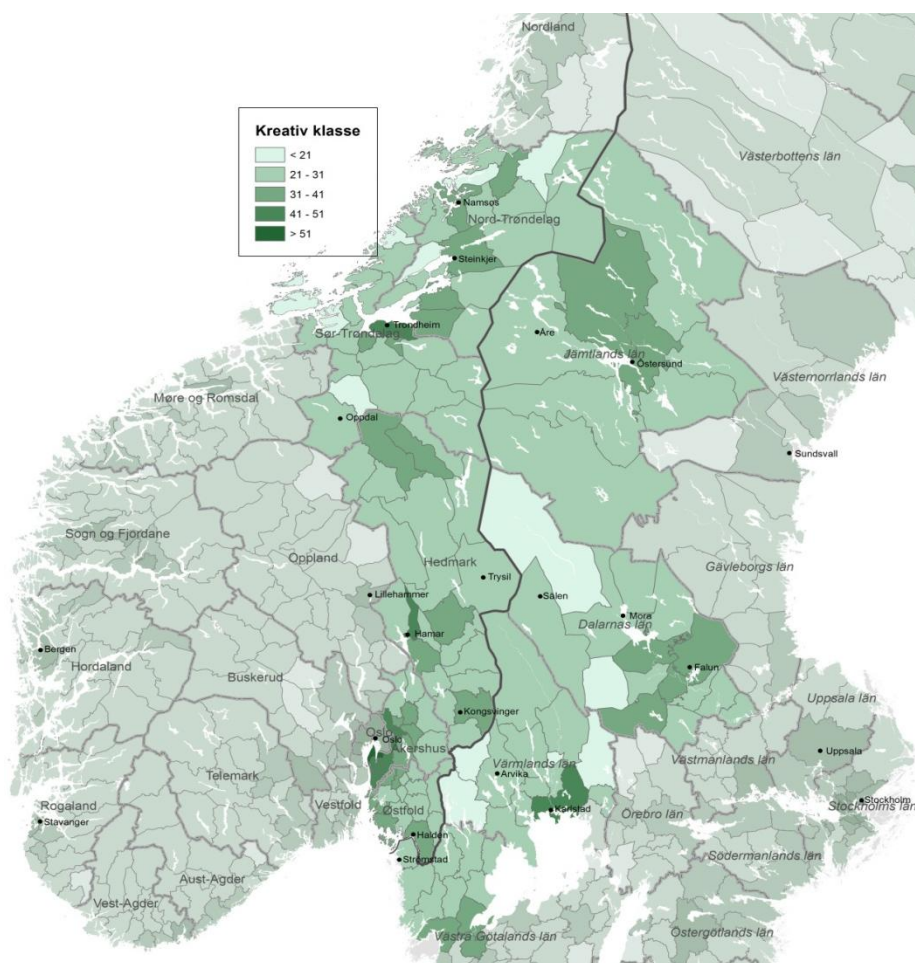 Nordland
Kreativ klasse
< 21
21 - 31
31 - 41
41 - 51
> 51
Västerbottens län
Namsos
Nord-Trøndelag
Steinkjer
Trondheim
Sør-Trøndelag
Åre
Jämtlands län
Östersund
Västernorrlands län
Møre og Romsdal
Oppdal
Sundsvall
Sogn og Fjordane
Oppland
Hedmark
Gävleborgs län
Trysil
Lillehammer
Sälen
Mora
Dalarnas län
Hamar
Bergen
Hordaland
Falun
Buskerud
Uppsala län
Kongsvinger
Oslo
Oslo
Akershus
Uppsala
Västmanlands län
Värmlands län
Arvika
Telemark
Rogaland
Vestfold
Østfold
Karlstad
Stockholm
Stockholms län
Örebro län
Stavanger
Halden
Södermanlands län
Strømstad
Aust-Agder
Vest-Agder
Västra Götalands län
Östergötlands län